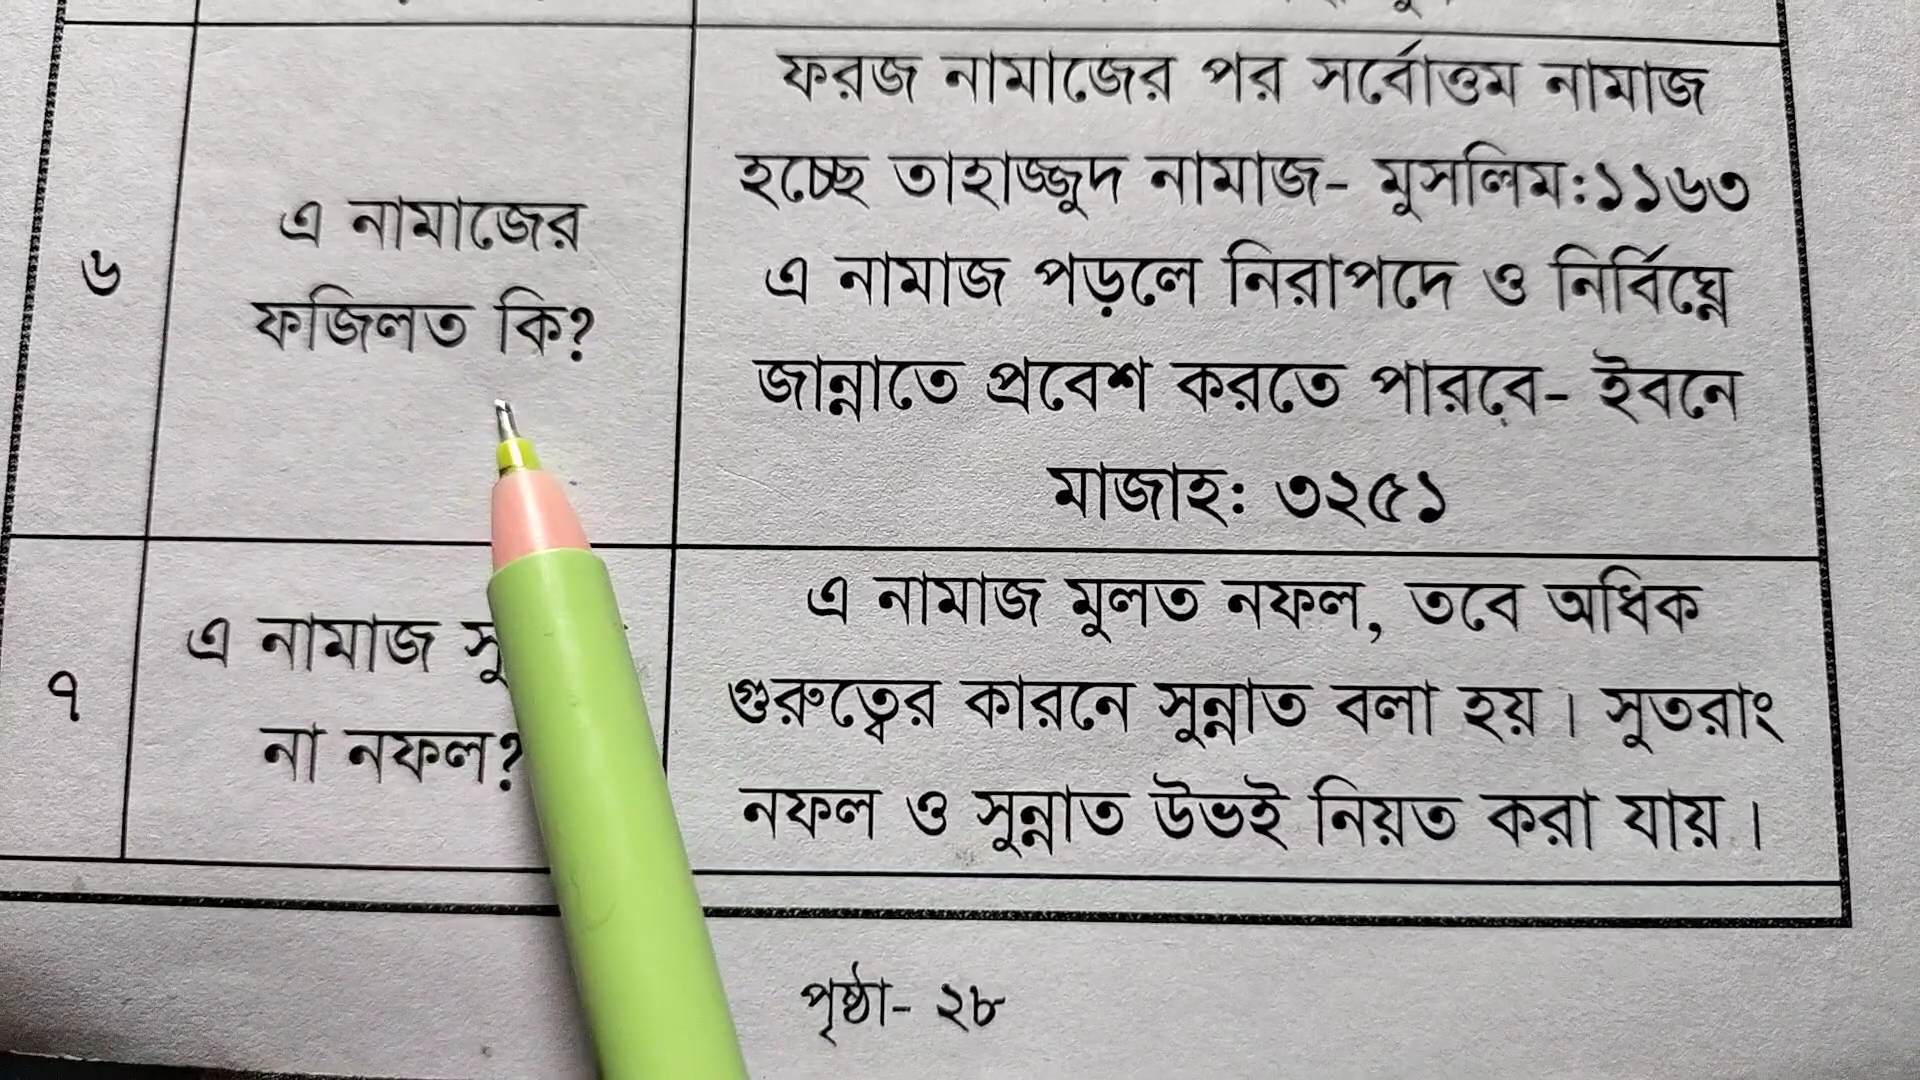 ৬
এ নামাজের
ফজিলত কি?
ফরজ নামাজের পর সর্বোত্তম নামাজ
হচ্ছে তাহাজ্জুদ নামাজ- মুসলিম:১১৬৩
এ নামাজ পড়লে নিরাপদে ও নির্বিঘ্নে
জান্নাতে প্রবেশ করতে পারবে- ইবনে
মাজাহ: ৩২৫১
৭
এ নামাজ
না নফল?
এ নামাজ মুলত নফল, তবে অধিক
গুরুত্বের কারনে সুন্নাত বলা হয়। সুতরাং
নফল ও সুন্নাত উভই নিয়ত করা যায়।
পৃষ্ঠা- ২৮